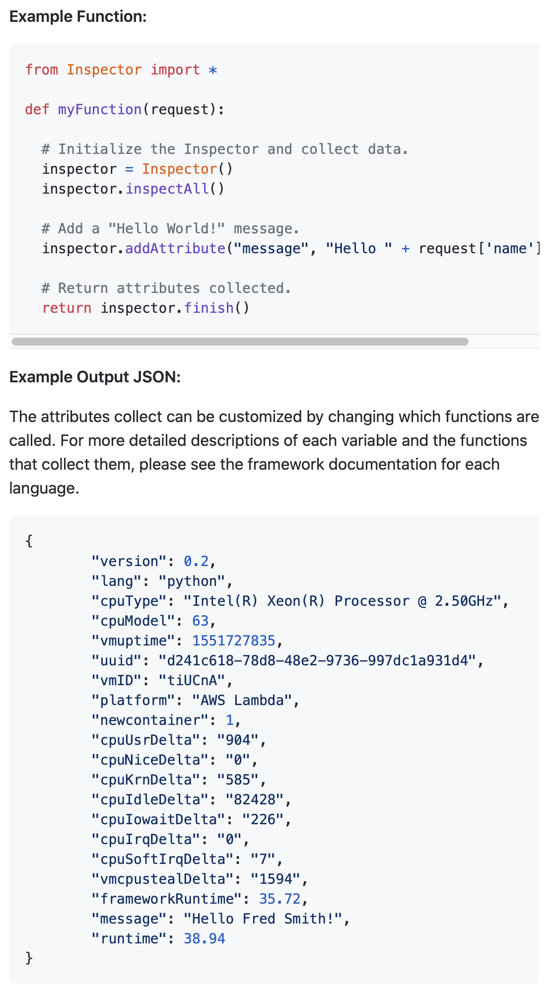 Example Function:
from Inspector import *
def myFunction(request):
# Initialize the Inspector and collect data.
inspector = Inspector()
inspector.inspectAll()
# Add a "Hello World!" message.
inspector.addAttribute("message", "Hello " + request['name']
# Return attributes collected.
return inspector.finish()
Example Output JSON:
The attributes collect can be customized by changing which functions are
called. For more detailed descriptions of each variable and the functions
that collect them, please see the framework documentation for each
language.
{
"version": 0.2,
"lang": "python",
"cpuType": "Intel(R) Xeon(R) Processor @ 2.50GHz",
"cpuModel": 63,
"vmuptime": 1551727835,
"uuid": "d241c618-78d8-48e2-9736-997dc1a931d4",
"vmID": "tiUCnA",
"platform": "AWS Lambda",
"newcontainer": 1,
"cpuUsrDelta": "904",
"cpuNiceDelta": "0",
"cpuKrnDelta": "585",
"cpuIdleDelta": "82428",
"cpuIowaitDelta": "226",
"cpuIrqDelta": "0",
"cpuSoftIrqDelta": "7",
"vmcpustealDelta": "1594",
"frameworkRuntime": 35.72,
"message": "Hello Fred Smith!",
"runtime": 38.94
}